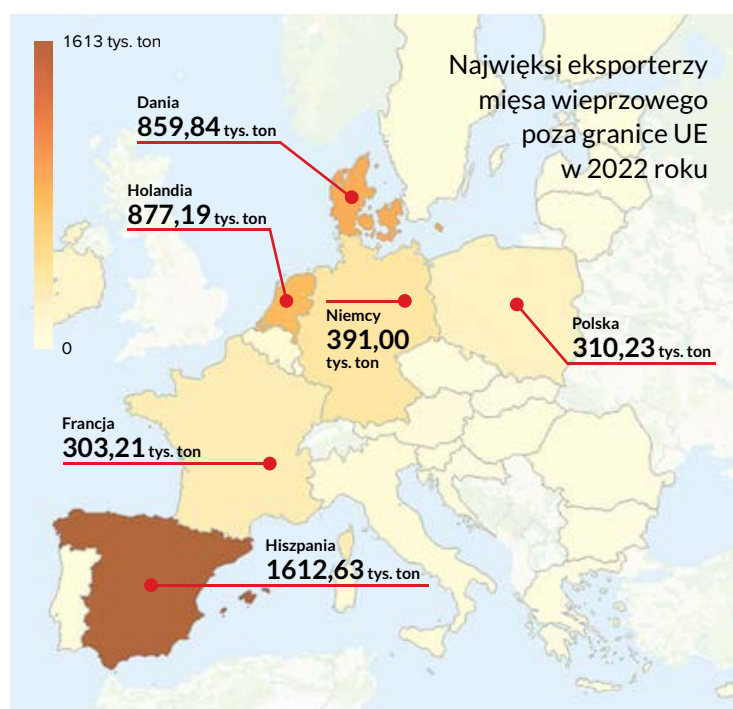 1613 tys. ton
Najwięksi eksporterzy
mięsa wieprzowego
poza granice UE
w 2022 roku
Dania
859,84 tys. ton
Holandia
877,19 tys. ton
Niemcy
391,00
tys. ton
Polska
310,23 tys. ton
0
Francja
303,21 tys. ton
Hiszpania
1612,63 tys. ton